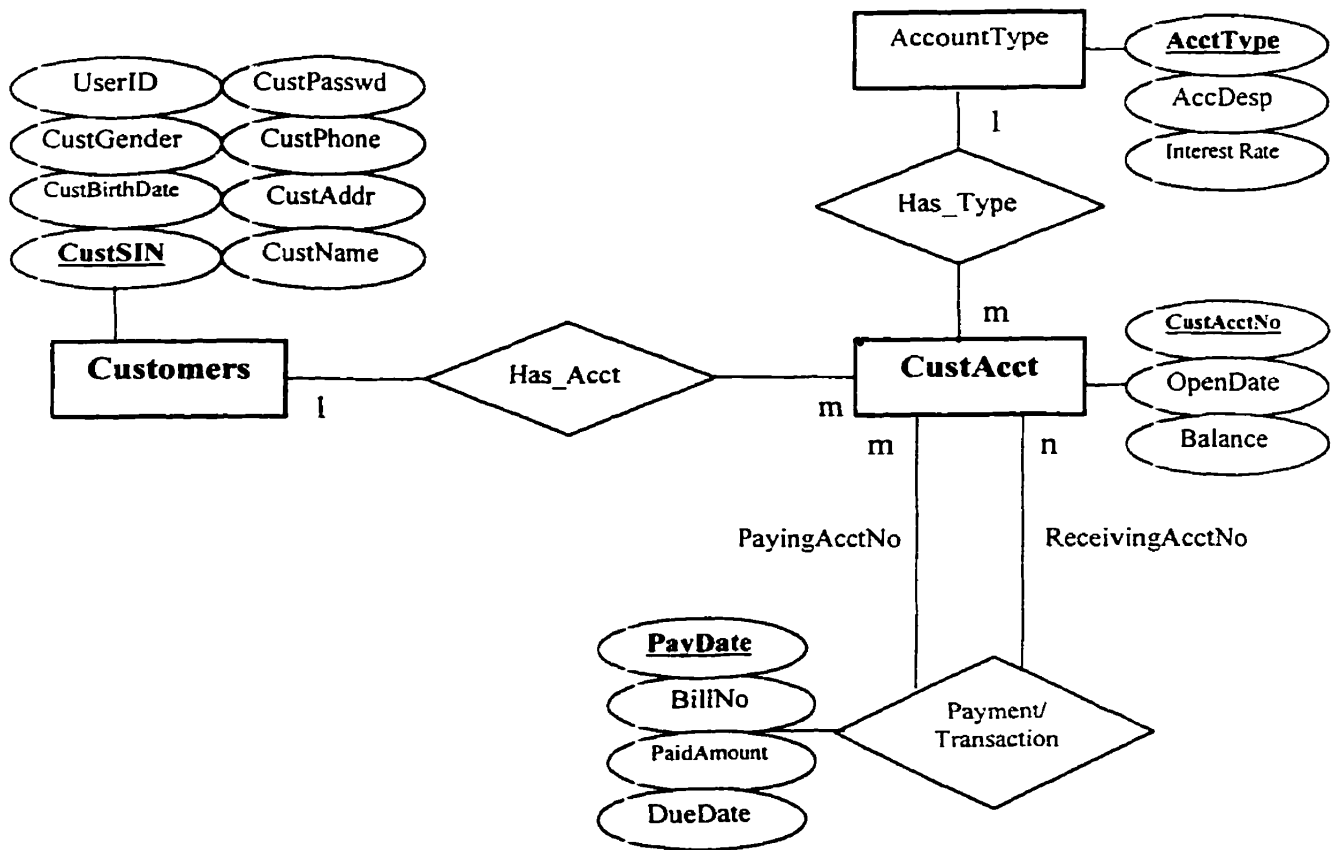 AccountType
AcctType
AccDesp
Interest Rate
UserID
CustPasswd
CustGender
CustPhone
CustBirthDate
CustAddr
CustSIN
CustName
1
Has_Type
m
Customers
1
Has_Acct
m
CustAcct
CustAcctNo
OpenDate
Balance
m
n
PayingAcctNo
ReceivingAcctNo
PayDate
BillNo
PaidAmount
DueDate
Payment/
Transaction